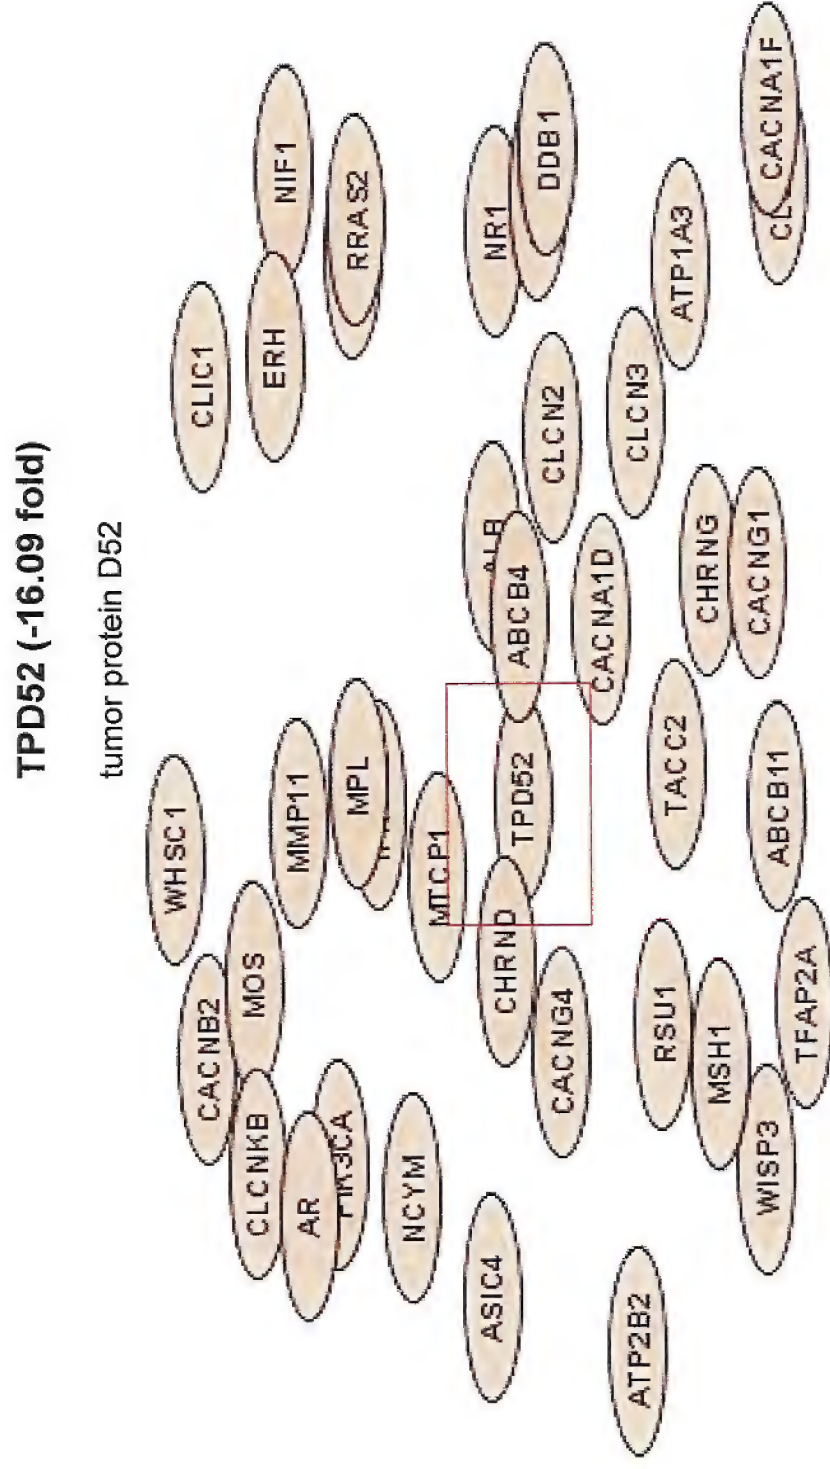 TPD52 (-16.09 fold)
tumor protein D52
WHSC1
CLIC1
CACNB2
MOS
ERH
NIF1
CLCNKB
MMP11
AR
MPL
RRAS2
NCYM
MTCP1
ASIC4
CHRND
TPD52
ABCB4
NR1
CACNG4
CLCN2
DDB1
CACNA1D
ATP2B2
RSU1
TACC2
CLCN3
ATP1A3
MSH1
CHRNG
WISP3
ABCB11
CACNG1
CL
CACNA1F
TFAP2A